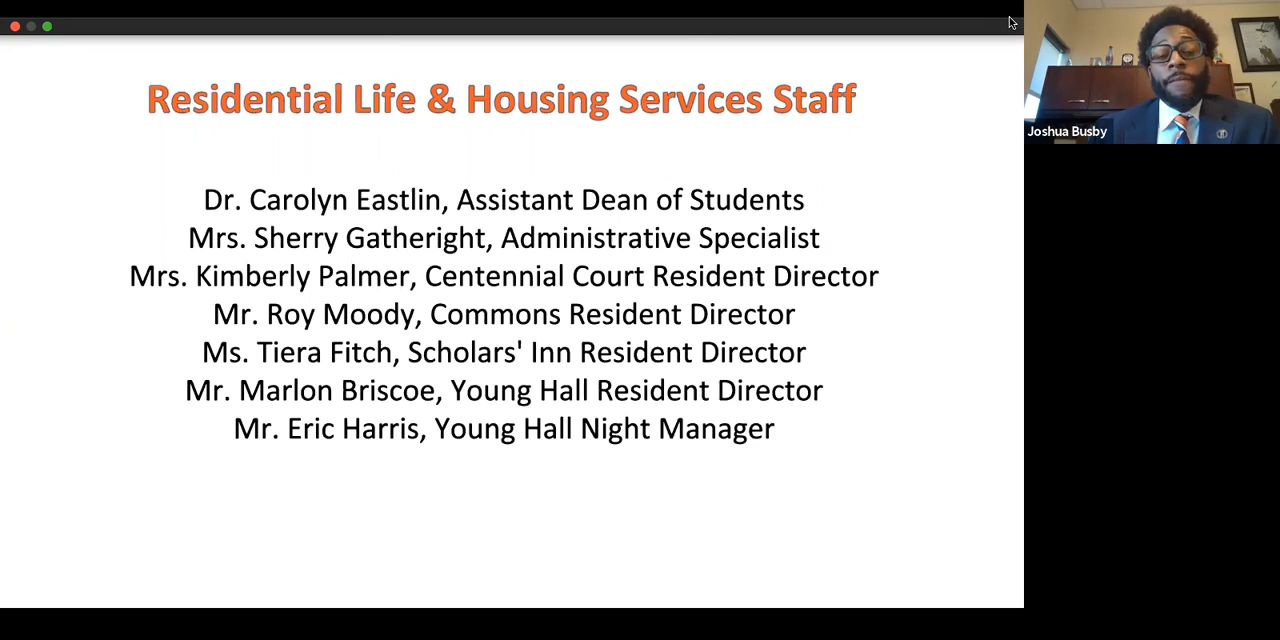 Residential Life & Housing Services Staff
Dr. Carolyn Eastlin, Assistant Dean of Students
Mrs. Sherry Gatheright, Administrative Specialist
Mrs. Kimberly Palmer, Centennial Court Resident Director
Mr. Roy Moody, Commons Resident Director
Ms. Tiera Fitch, Scholars' Inn Resident Director
Mr. Marlon Briscoe, Young Hall Resident Director
Mr. Eric Harris, Young Hall Night Manager
Joshua Busby